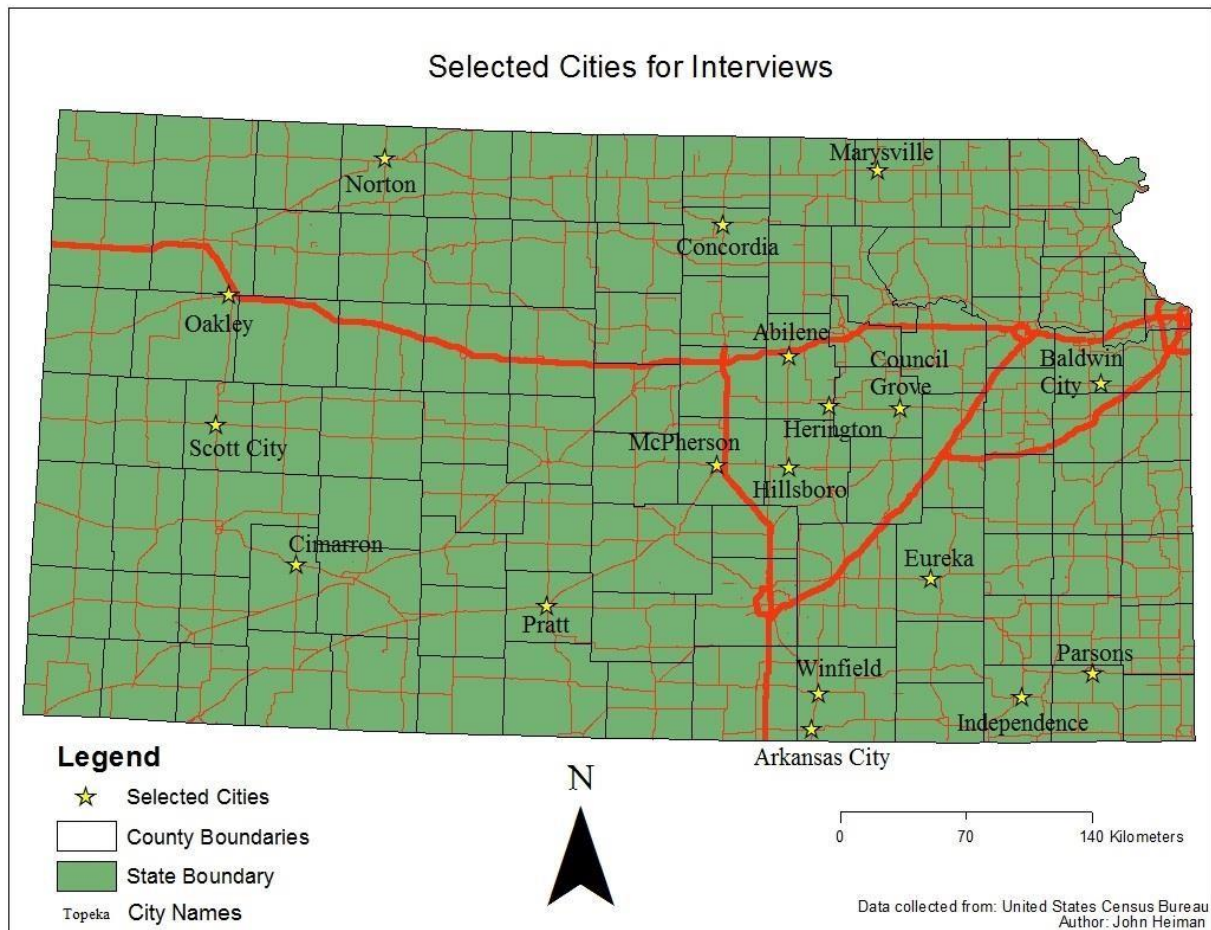 Selected Cities for Interviews
Marysville
Norton
Concordia
Oakley
Abilene
Council
Grove
Baldwin
City
Scott City
McPherson
Herington
Hillsboro
Cimarron
Eureka
Pratt
Parsons
Winfield
Independence
Arkansas City
Legend
Selected Cities
County Boundaries
State Boundary
Topeka City Names
N
0 70 140 Kilometers
Data collected from: United States Census Bureau
Author: John Heiman